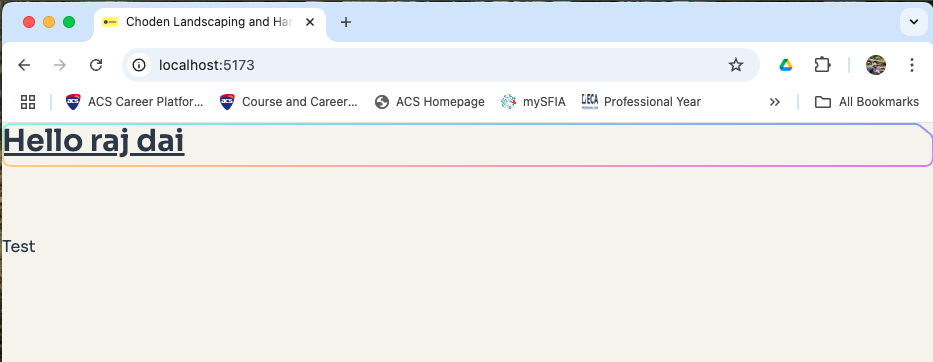 Choden Landscaping and Har
localhost:5173
ACS Career Platfor...
Course and Career...
ACS Homepage
mySFIA
Professional Year
All Bookmarks
Hello raj dai
Test